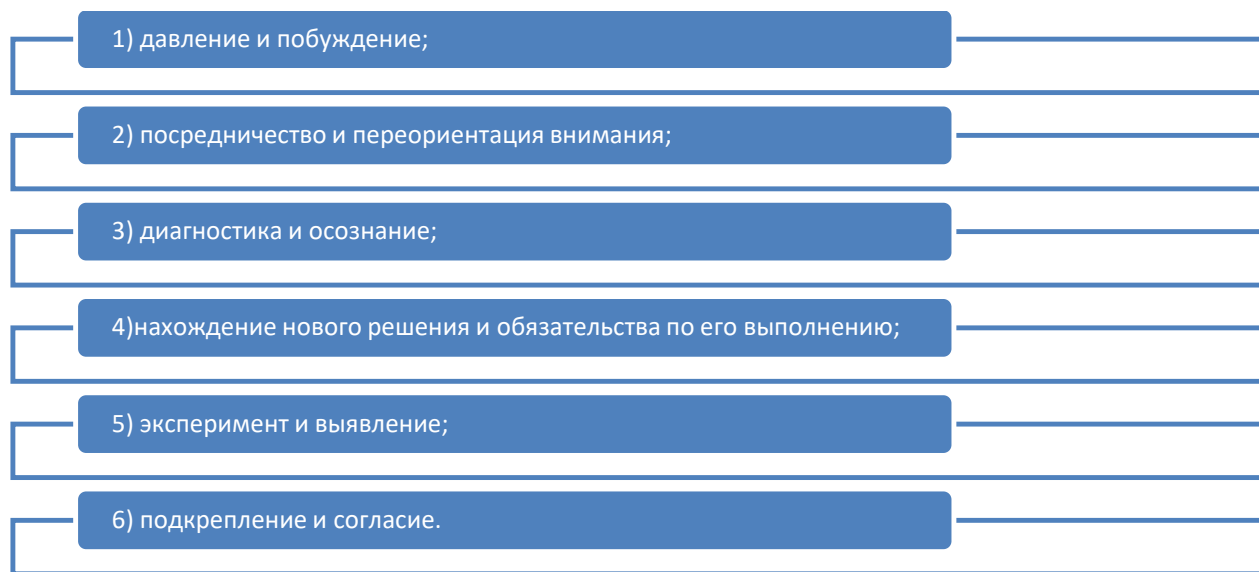 1) давление и побуждение;
2) посредничество и переориентация внимания;
3) диагностика и осознание;
4)нахождение нового решения и обязательства по его выполнению;
5) эксперимент и выявление;
6) подкрепление и согласие.